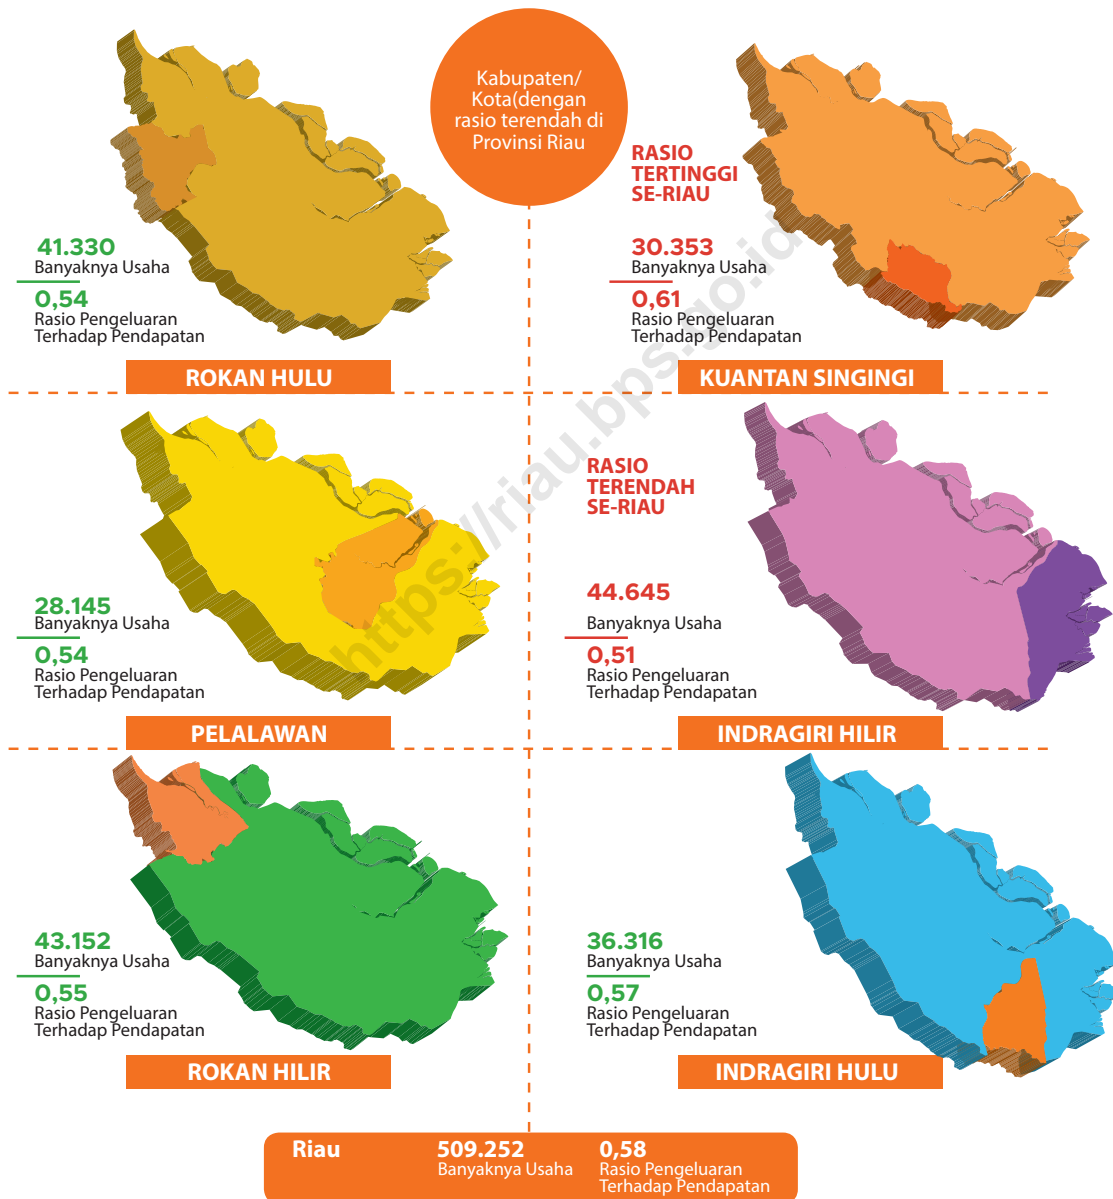 Kabupaten/
Kota(dengan
rasio terendah di
Provinsi Riau
41.330
Banyaknya Usaha
0,54
Rasio Pengeluaran
Terhadap Pendapatan
ROKAN HULU
RASIO
TERTINGGI
SE-RIAU
30.353
Banyaknya Usaha
0,61
Rasio Pengeluaran
Terhadap Pendapatan
KUANTAN SINGINGI
28.145
Banyaknya Usaha
0,54
Rasio Pengeluaran
Terhadap Pendapatan
PELALAWAN
RASIO
TERENDAH
SE-RIAU
44.645
Banyaknya Usaha
0,51
Rasio Pengeluaran
Terhadap Pendapatan
INDRAGIRI HILIR
43.152
Banyaknya Usaha
0,55
Rasio Pengeluaran
Terhadap Pendapatan
ROKAN HILIR
36.316
Banyaknya Usaha
0,57
Rasio Pengeluaran
Terhadap Pendapatan
INDRAGIRI HULU
Riau
509.252
Banyaknya Usaha
0,58
Rasio Pengeluaran
Terhadap Pendapatan
https://riau.bps.go.id